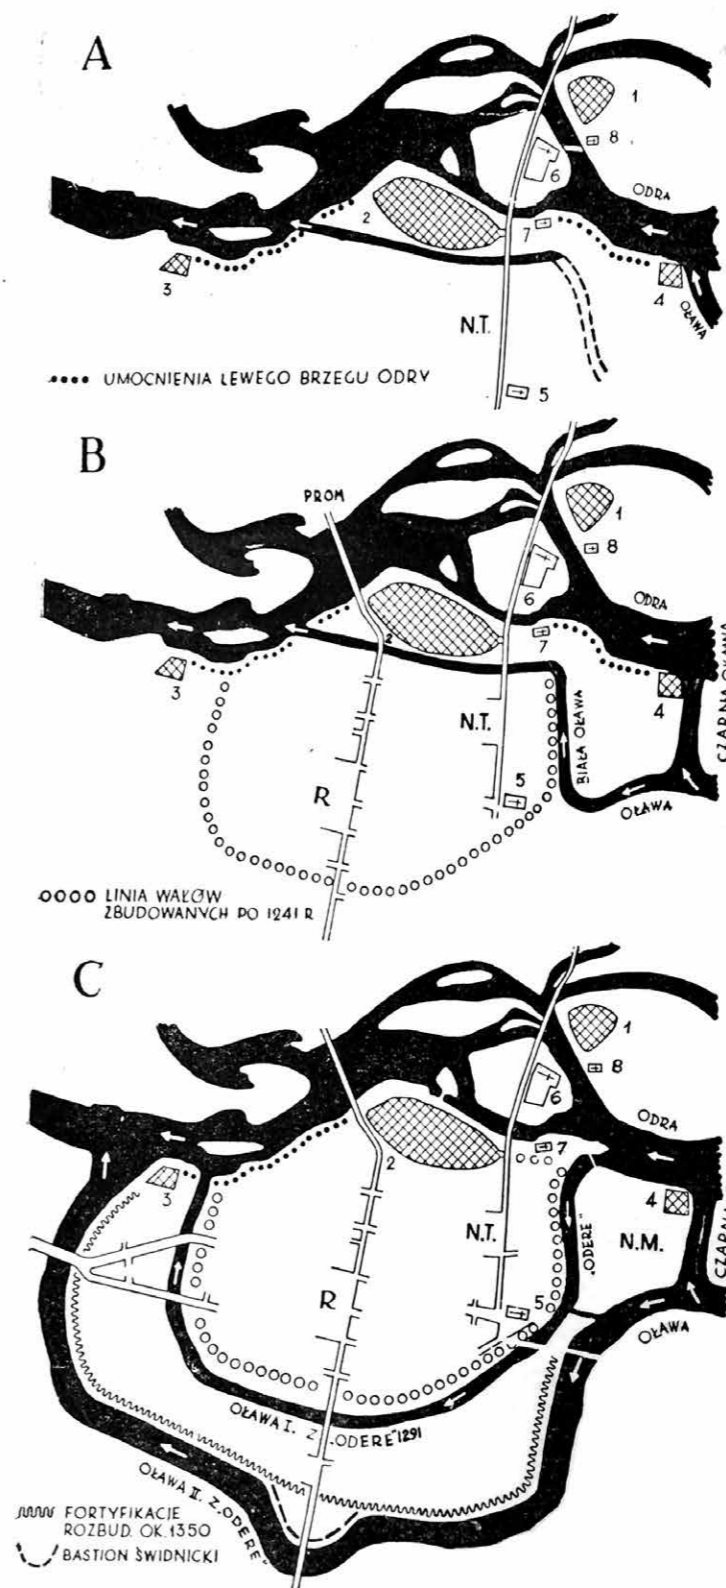 A
1
8
6
ODRA
2
7
3
4
OŁAWA
N.T.
5
•••• UMOCNIENIA LEWEGO BRZEGU ODRY
B
PROM
1
8
6
ODRA
2
7
3
4
CZARNA OŁAWA
N.T.
BIAŁA OŁAWA
R
5
OŁAWA
OOOO LINIA WAŁÓW
ZBUDOWANYCH PO 1241 R
C
1
8
6
ODRA
2
7
3
4
N.T.
"ODERE"
N.M.
CZARNA
R
5
OŁAWA
OŁAWA I. Z „ODERE" 1291
OŁAWA II. Z „ODERE"
FORTYFIKACJE
ROZBUD. OK. 1350
BASTION ŚWIDNICKI